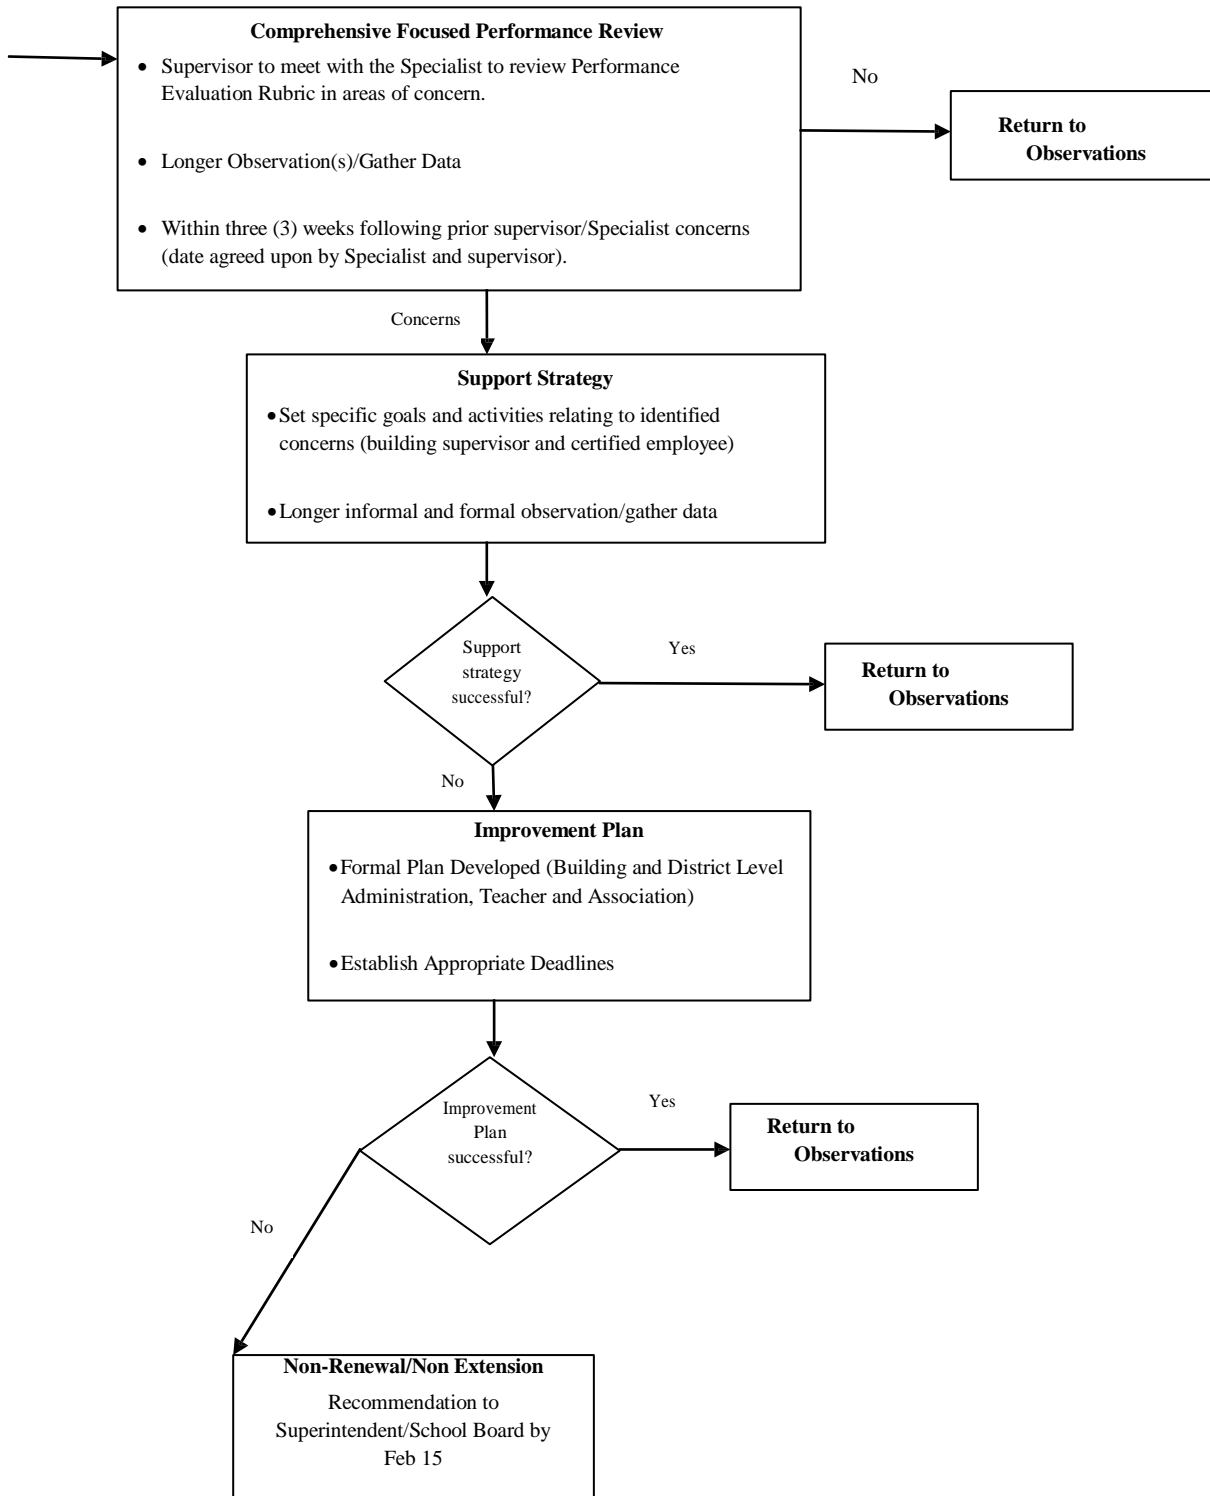 Comprehensive Focused Performance Review
• Supervisor to meet with the Specialist to review Performance
Evaluation Rubric in areas of concern.
• Longer Observation(s)/Gather Data
• Within three (3) weeks following prior supervisor/Specialist concerns
(date agreed upon by Specialist and supervisor).
No
Return to
Observations
Concerns
Support Strategy
• Set specific goals and activities relating to identified
concerns (building supervisor and certified employee)
• Longer informal and formal observation/gather data
Support
strategy
successful?
Yes
Return to
Observations
No
Improvement Plan
• Formal Plan Developed (Building and District Level
Administration, Teacher and Association)
• Establish Appropriate Deadlines
Improvement
Plan
successful?
Yes
Return to
Observations
No
Non-Renewal/Non Extension
Recommendation to
Superintendent/School Board by
Feb 15